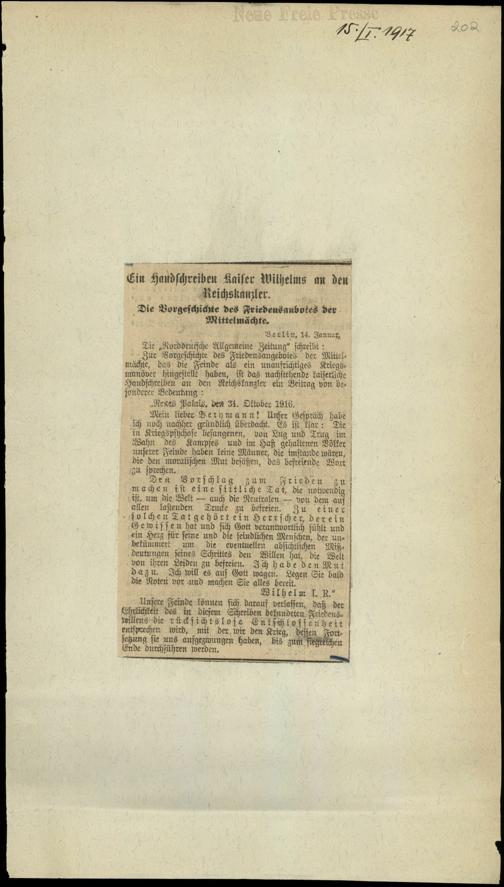 Neue Freie Presse
15./I. 1917
202
Ein Handschreiben Kaiser Wilhelms an den
Reichskanzler.
Die Vorgeschichte des Friedensanbotes der
Mittelmächte.
Berlin, 14. Januar.
Die „Norddeutsche Allgemeine Zeitung“ schreibt:
Zur Vorgeschichte des Friedensangebotes der Mittel-
mächte, das die Feinde als ein unaufrichtiges Kriegs-
manöver hingestellt haben, ist das nachstehende kaiserliche
Handschreiben an den Reichskanzler ein Beitrag von be-
sonderer Bedeutung:
„Neues Palais, den 31. Oktober 1916.
Mein lieber Bethmann! Unser Gespräch habe
ich noch nachher gründlich überdacht. Es ist klar: Die
in Kriegspsychose befangenen, von Lug und Trug im
Wahn des Kampfes und im Haß gehaltenen Völker
unserer Feinde haben keine Männer, die imstande wären,
die den moralischen Mut besäßen, das befreiende Wort
zu sprechen.
Den Vorschlag zum Frieden zu
machen ist eine sittliche Tat, die notwendig
ist, um die Welt — auch die Neutralen — von dem auf
allen lastenden Drucke zu befreien. Zu einer
solchen Tat gehört ein Herrscher, der ein
Gewissen hat und sich Gott verantwortlich fühlt und
ein Herz für seine und die feindlichen Menschen, der un-
bekümmert um die eventuellen absichtlichen Miß-
deutungen seines Schrittes den Willen hat, die Welt
von ihren Leiden zu befreien. Ich habe den Mut
dazu. Ich will es auf Gott wagen. Legen Sie bald
die Noten vor und machen Sie alles bereit.
Wilhelm I. R.“
Unsere Feinde können sich darauf verlassen, daß der
Ehrlichkeit des in diesem Schreiben bekundeten Friedens-
willens die rücksichtslose Entschlossenheit
entsprechen wird, mit der wir den Krieg, dessen Fort-
setzung sie uns aufgezwungen haben, bis zum siegreichen
Ende durchführen werden.